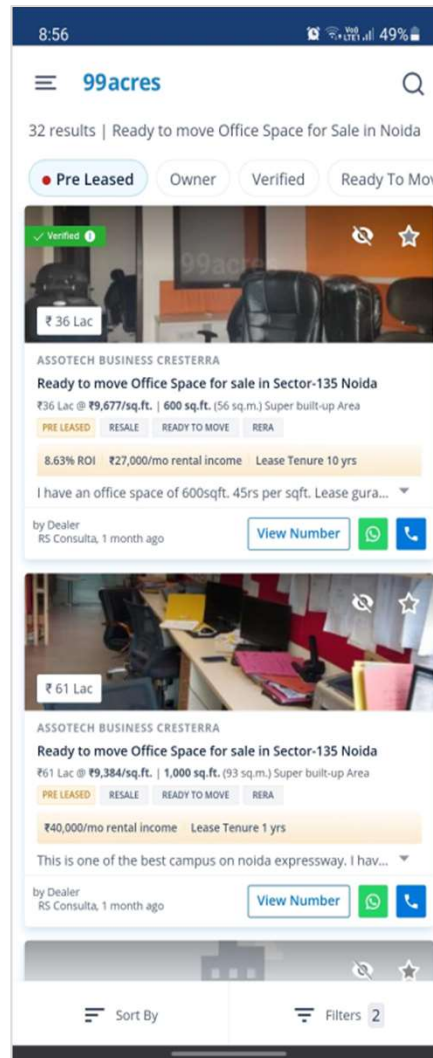 8:56
Vo))
LTE1
49%
99acres
32 results | Ready to move Office Space for Sale in Noida
Pre Leased
Owner
Verified
Ready To Mov
Verified
99acres
₹ 36 Lac
ASSOTECH BUSINESS CRESTERRA
Ready to move Office Space for sale in Sector-135 Noida
₹36 Lac @ ₹9,677/sq.ft. | 600 sq.ft. (56 sq.m.) Super built-up Area
PRE LEASED RESALE READY TO MOVE RERA
8.63% ROI ₹27,000/mo rental income Lease Tenure 10 yrs
I have an office space of 600sqft. 45rs per sqft. Lease gura...
by Dealer
RS Consulta, 1 month ago
View Number
₹ 61 Lac
ASSOTECH BUSINESS CRESTERRA
Ready to move Office Space for sale in Sector-135 Noida
₹61 Lac @ ₹9,384/sq.ft. | 1,000 sq.ft. (93 sq.m.) Super built-up Area
PRE LEASED RESALE READY TO MOVE RERA
₹40,000/mo rental income Lease Tenure 1 yrs
This is one of the best campus on noida expressway. I hav...
by Dealer
RS Consulta, 1 month ago
View Number
Sort By
Filters 2